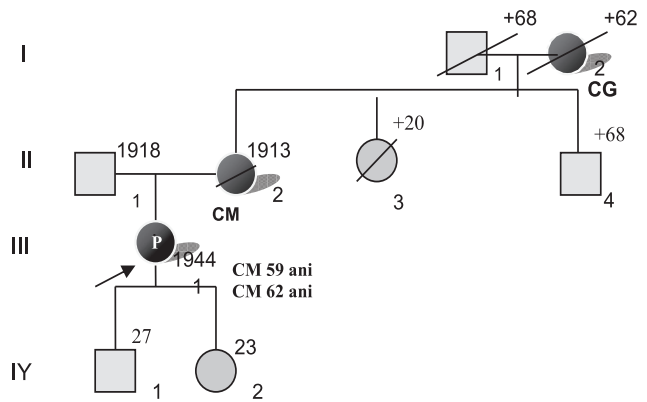 +68 +62
I
1 2
CG
+20 +68
1918 1913
II
1 2 3 4
CM
III
P
1944
1
CM 59 ani
CM 62 ani
27 23
IY
1 2